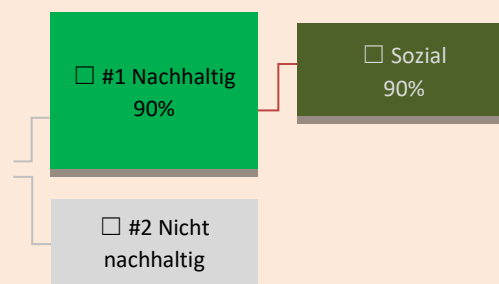 ☐ #1 Nachhaltig
90%
☐ Sozial
90%
☐ #2 Nicht
nachhaltig